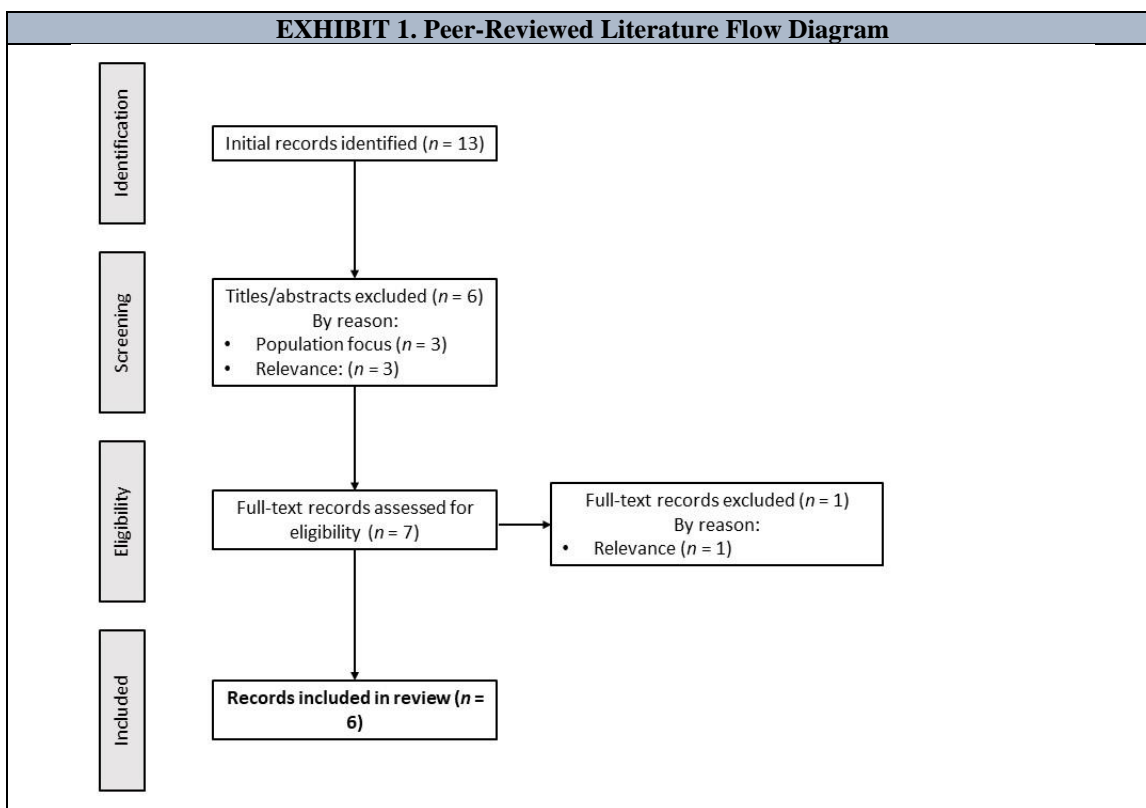 EXHIBIT 1. Peer-Reviewed Literature Flow Diagram
Identification
Initial records identified (n = 13)
Screening
Titles/abstracts excluded (n = 6)
By reason:
• Population focus (n = 3)
• Relevance: (n = 3)
Eligibility
Full-text records assessed for
eligibility (n = 7)
Full-text records excluded (n = 1)
By reason:
• Relevance (n = 1)
Included
Records included in review (n =
6)